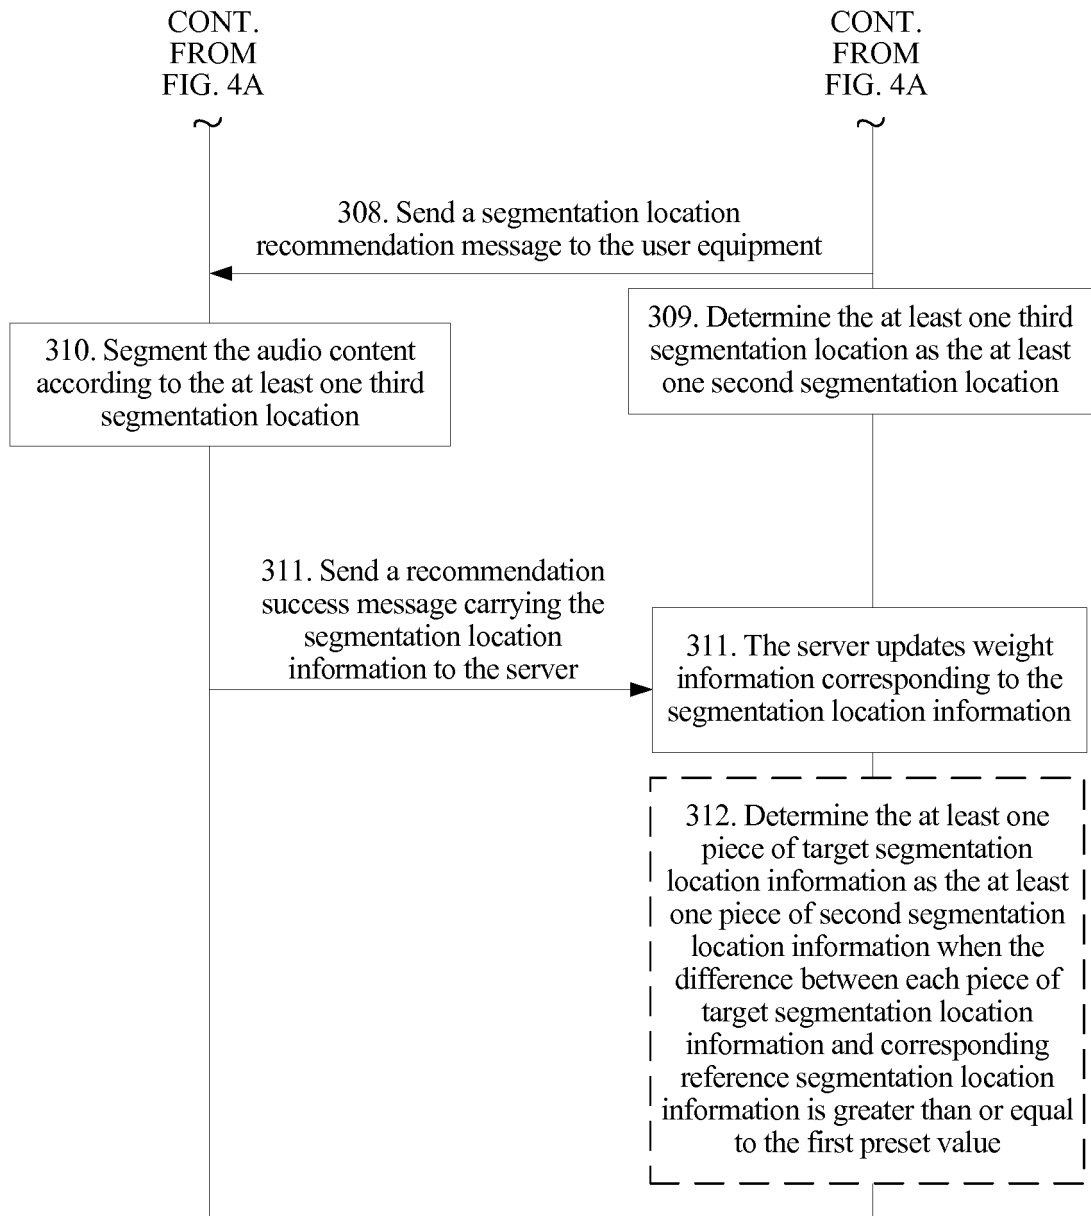 CONT.
FROM
FIG. 4A
CONT.
FROM
FIG. 4A
308. Send a segmentation location
recommendation message to the user equipment
309. Determine the at least one third
segmentation location as the at least
one second segmentation location
310. Segment the audio content
according to the at least one third
segmentation location
311. Send a recommendation
success message carrying the
segmentation location
information to the server
311. The server updates weight
information corresponding to the
segmentation location information
312. Determine the at least one
piece of target segmentation
location information as the at least
one piece of second segmentation
location information when the
difference between each piece of
target segmentation location
information and corresponding
reference segmentation location
information is greater than or equal
to the first preset value